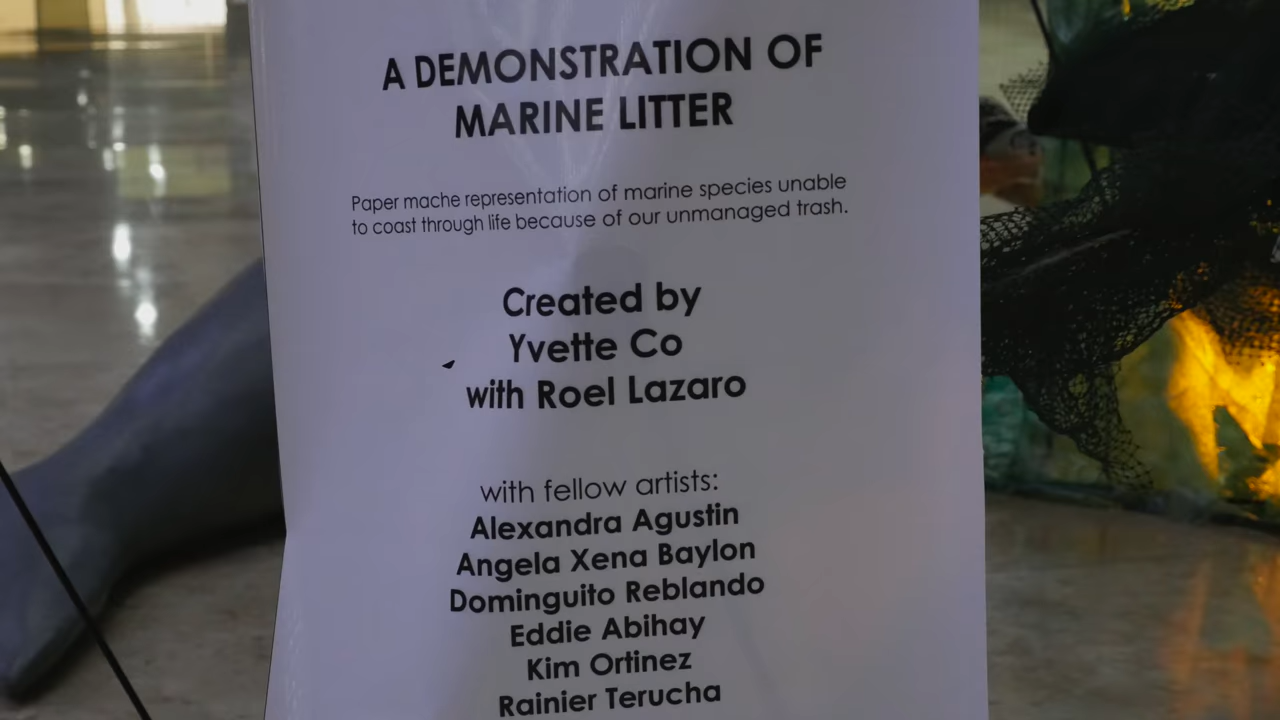 A DEMONSTRATION OF
MARINE LITTER
Paper mache representation of marine species unable
to coast through life because of our unmanaged trash.
Created by
Yvette Co
with Roel Lazaro
with fellow artists:
Alexandra Agustin
Angela Xena Baylon
Dominguito Reblando
Eddie Abihay
Kim Ortinez
Rainier Terucha